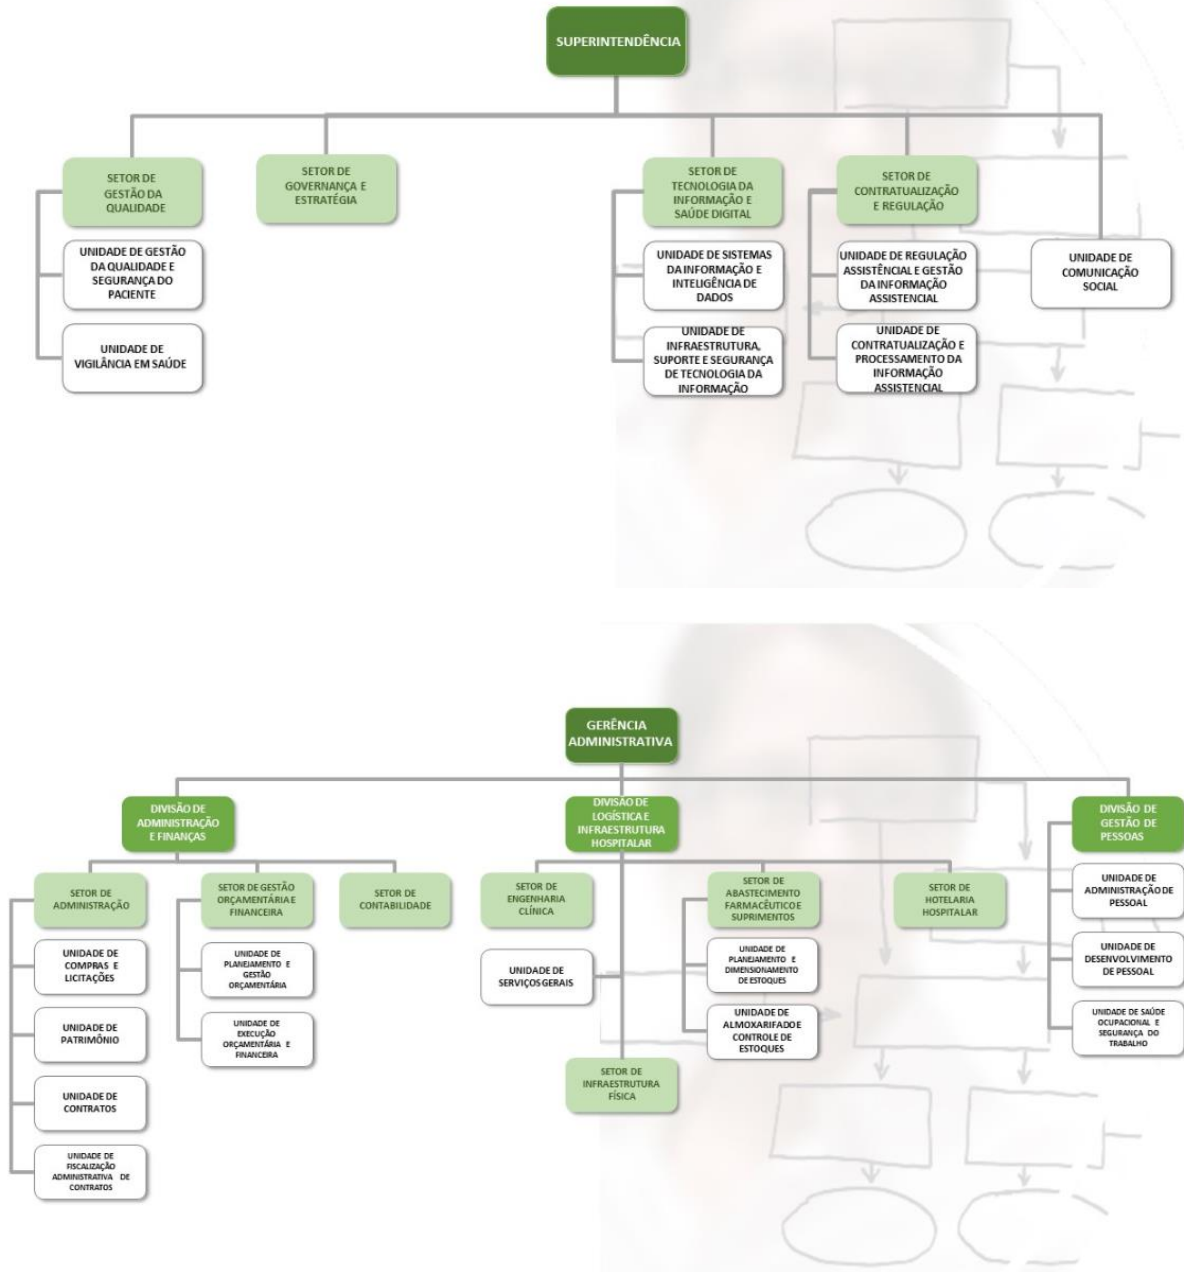 SUPERINTENDÊNCIA
SETOR DE
GESTÃO DA
QUALIDADE
SETOR DE
GOVERNANÇA E
ESTRATÉGIA
SETOR DE
TECNOLOGIA DA
INFORMAÇÃO E
SAÚDE DIGITAL
SETOR DE
CONTRATUALIZAÇÃO
E REGULAÇÃO
UNIDADE DE GESTÃO
DA QUALIDADE E
SEGURANÇA DO
PACIENTE
UNIDADE DE SISTEMAS
DA INFORMAÇÃO E
INTELIGÊNCIA DE
DADOS
UNIDADE DE REGULAÇÃO
ASSISTÊNCIAL E GESTÃO
DA INFORMAÇÃO
ASSISTENCIAL
UNIDADE DE
COMUNICAÇÃO
SOCIAL
UNIDADE DE
VIGILÂNCIA EM SAÚDE
UNIDADE DE
INFRAESTRUTURA,
SUPORTE E SEGURANÇA
DE TECNOLOGIA DA
INFORMAÇÃO
UNIDADE DE
CONTRATUALIZAÇÃO E
PROCESSAMENTO DA
INFORMAÇÃO
ASSISTENCIAL
GERÊNCIA
ADMINISTRATIVA
DIVISÃO DE
ADMINISTRAÇÃO
E FINANÇAS
DIVISÃO DE
LOGÍSTICA E
INFRAESTRUTURA
HOSPITALAR
DIVISÃO DE
GESTÃO DE
PESSOAS
SETOR DE
ADMINISTRAÇÃO
SETOR DE GESTÃO
ORÇAMENTÁRIA E
FINANCEIRA
SETOR DE
CONTABILIDADE
SETOR DE
ENGENHARIA
CLÍNICA
SETOR DE
ABASTECIMENTO
FARMACÊUTICO E
SUPRIMENTOS
SETOR DE
HOTELARIA
HOSPITALAR
UNIDADE DE
ADMINISTRAÇÃO DE
PESSOAL
UNIDADE DE
COMPRAS E
LICITAÇÕES
UNIDADE DE
PLANEJAMENTO E
GESTÃO
ORÇAMENTÁRIA
UNIDADE DE
SERVIÇOS GERAIS
UNIDADE DE
PLANEJAMENTO E
DIMENSIONAMENTO
DE ESTOQUES
UNIDADE DE
DESENVOLVIMENTO
DE PESSOAL
UNIDADE DE
PATRIMÔNIO
UNIDADE DE
EXECUÇÃO
ORÇAMENTÁRIA E
FINANCEIRA
UNIDADE DE
ALMOXARIFADO E
CONTROLE DE
ESTOQUES
UNIDADE DE SAÚDE
OCUPACIONAL E
SEGURANÇA DO
TRABALHO
SETOR DE
INFRAESTRUTURA
FÍSICA
UNIDADE DE
CONTRATOS
UNIDADE DE
FISCALIZAÇÃO
ADMINISTRATIVA DE
CONTRATOS